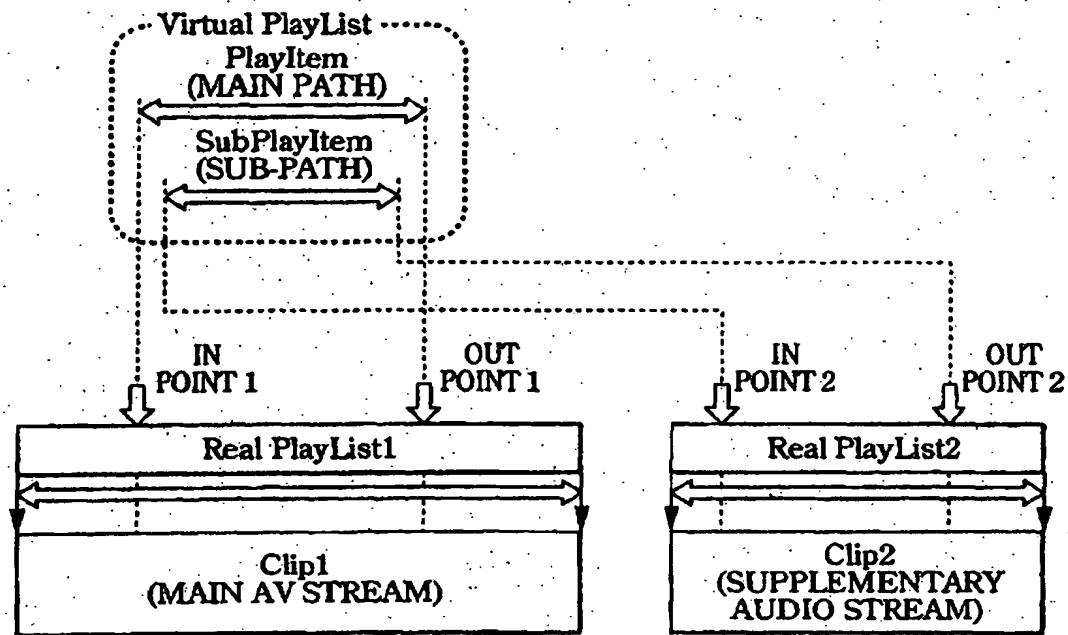 Virtual PlayList
PlayItem
(MAIN PATH)
SubPlayItem
(SUB-PATH)
IN
POINT 1
OUT
POINT 1
IN
POINT 2
OUT
POINT 2
Real PlayList1
Real PlayList2
Clip1
(MAIN AV STREAM)
Clip2
(SUPPLEMENTARY
AUDIO STREAM)